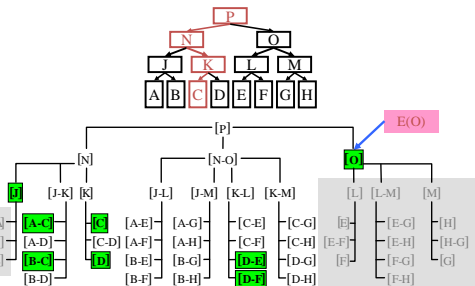 P
N O
J K L M
A B C D E F G H
E(O)
[P]
[N] [N-O] [O]
[J] [J-K] [K] [J-L] [J-M] [K-L] [K-M] [L] [L-M] [M]
[A-C] [C] [A-E] [A-G] [C-E] [C-G] [E] [E-G] [H]
[A-D] [C-D] [A-F] [A-H] [C-F] [C-H] [E-F] [E-H] [H-G]
[B-C] [D] [B-E] [B-G] [D-E] [D-G] [F] [F-G] [G]
[B-D] [B-F] [B-H] [D-F] [D-H] [F-H]